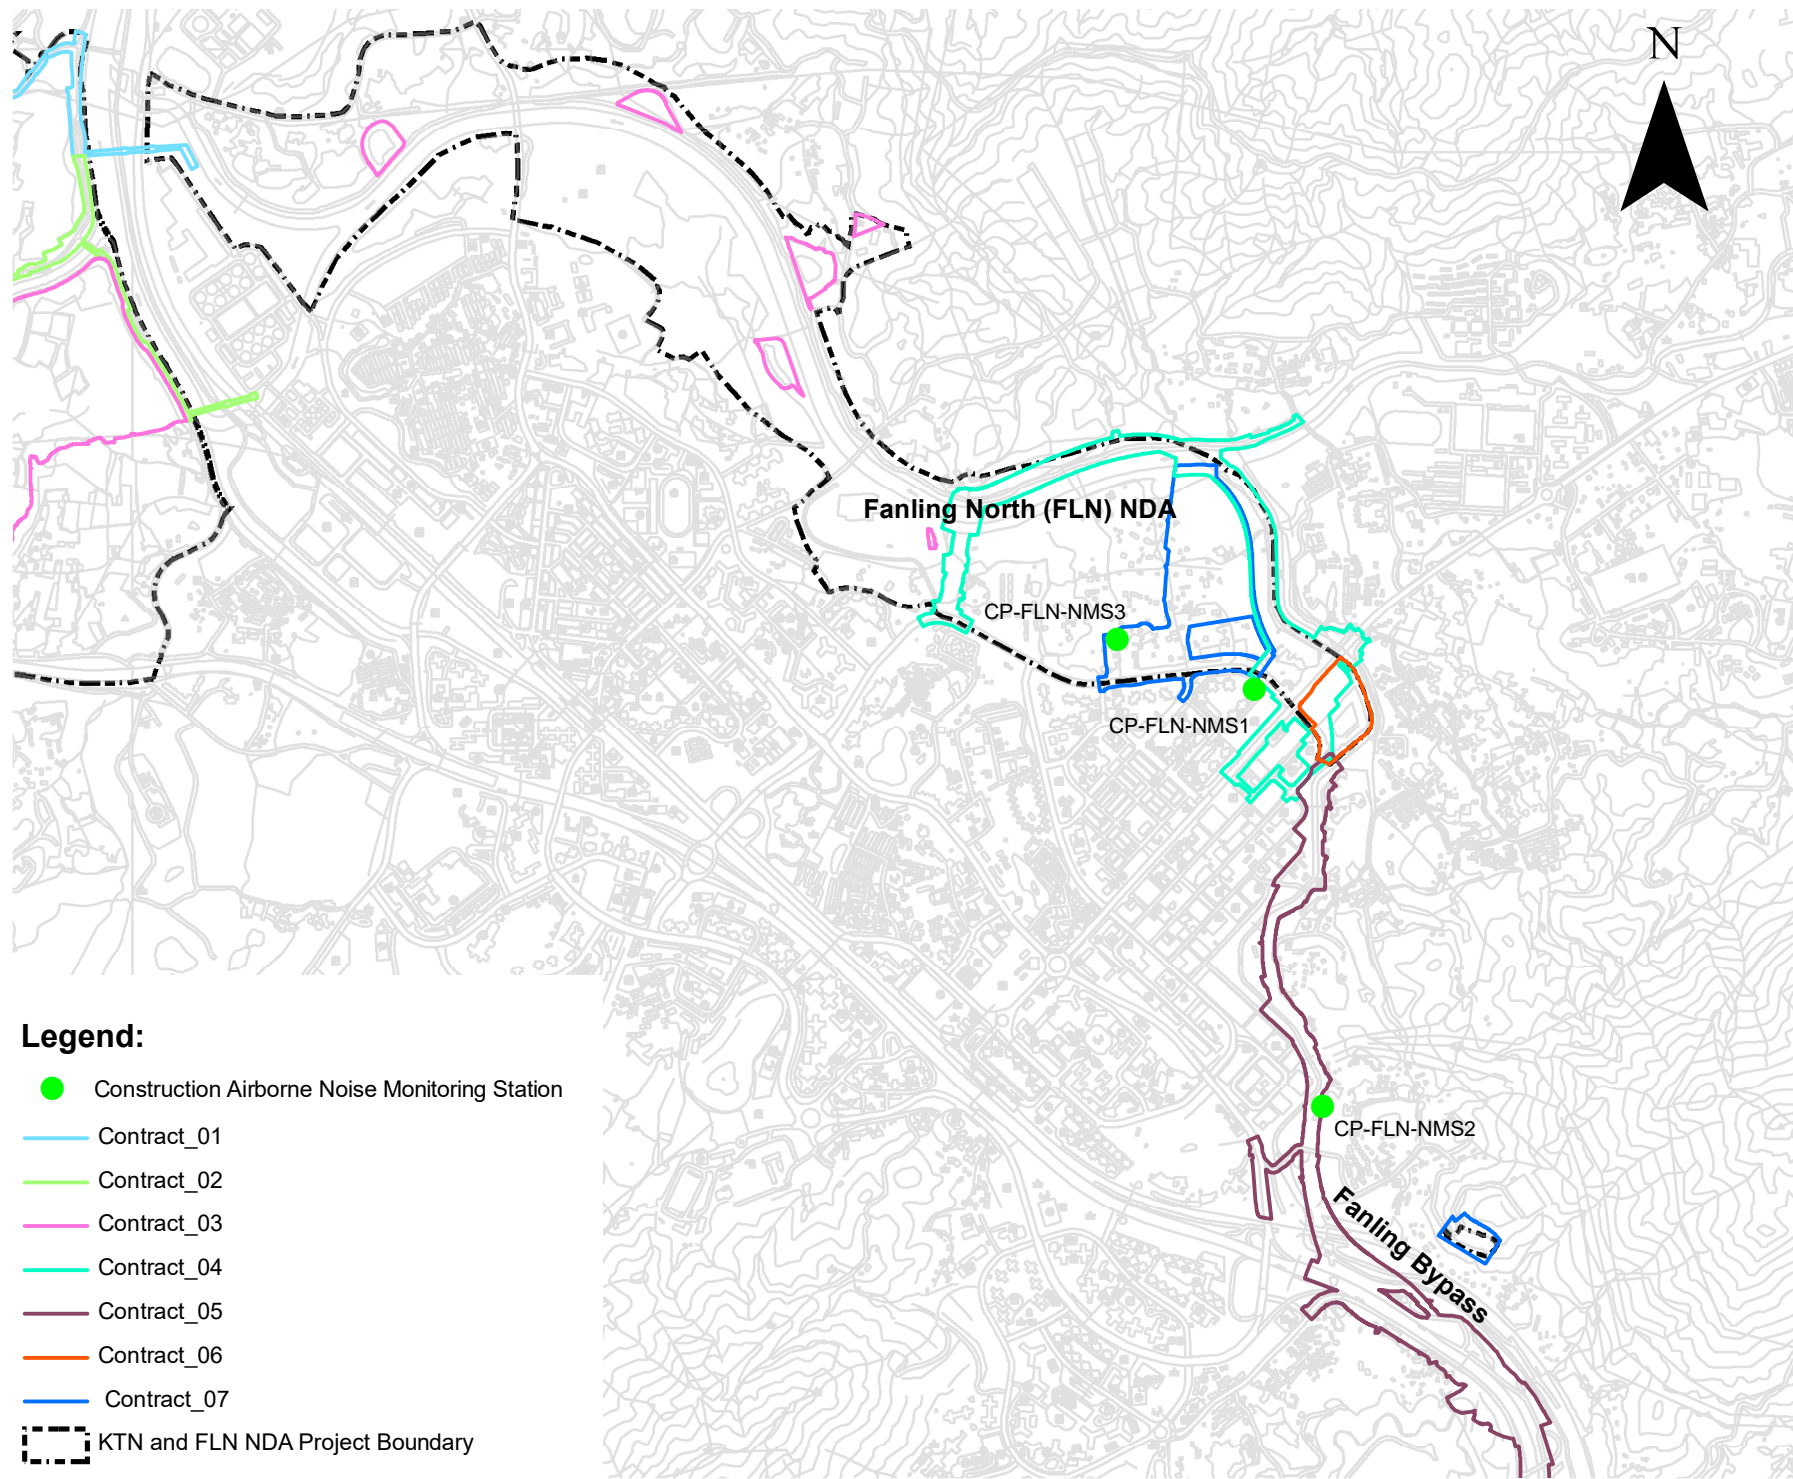 N
Fanling North (FLN) NDA
CP-FLN-NMS3
CP-FLN-NMS1
CP-FLN-NMS2
Fanling Bypass
Legend:
Construction Airborne Noise Monitoring Station
Contract_01
Contract_02
Contract_03
Contract_04
Contract_05
Contract_06
Contract_07
KTN and FLN NDA Project Boundary